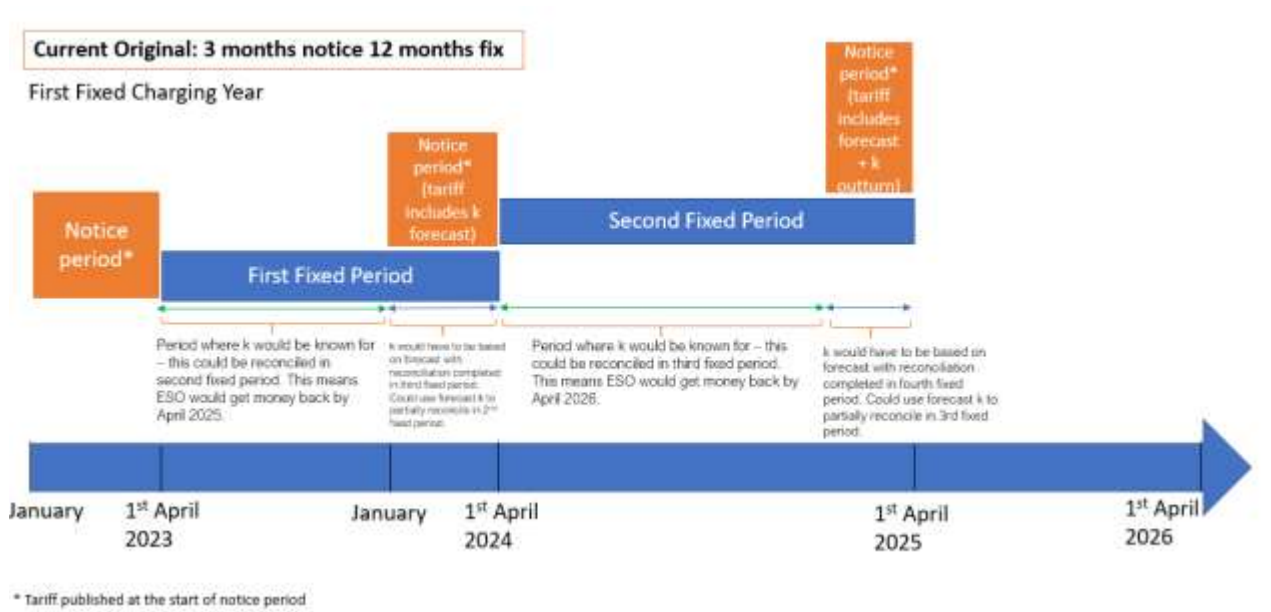 Current Original: 3 months notice 12 months fix
First Fixed Charging Year
Notice
period*
(tariff
includes
forecast
+ k
outturn)
Notice
period*
(tariff
includes k
forecast)
Notice
period*
Second Fixed Period
First Fixed Period
Period where k would be known for
– this could be reconciled in
second fixed period. This means
ESO would get money back by
April 2025.
k would have to be based
on forecast with
reconciliation completed
in third fixed period.
Could use forecast k to
partially reconcile in 2nd
fixed period.
Period where k would be known for – this
could be reconciled in third fixed period.
This means ESO would get money back by
April 2026.
k would have to be based on
forecast with reconciliation
completed in fourth fixed
period. Could use forecast k to
partially reconcile in 3rd fixed
period.
January
1st April
2023
January
1st April
2024
1st April
2025
1st April
2026
* Tariff published at the start of notice period